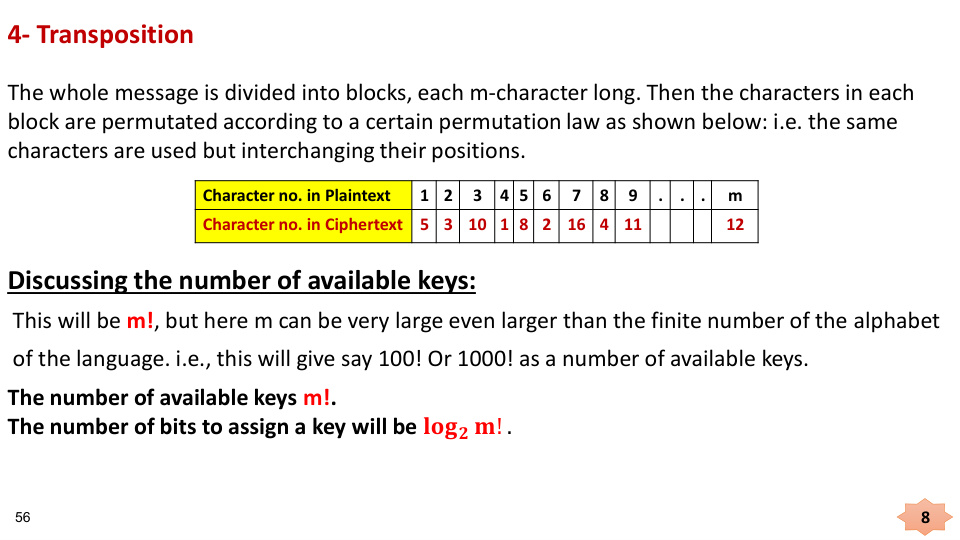 4- Transposition
The whole message is divided into blocks, each m-character long. Then the characters in each
block are permutated according to a certain permutation law as shown below: i.e. the same
characters are used but interchanging their positions.
Character no. in Plaintext 1 2 3 4 5 6 7 8 9 . . . m
Character no. in Ciphertext 5 3 10 1 8 2 16 4 11 12
Discussing the number of available keys:
This will be m!, but here m can be very large even larger than the finite number of the alphabet
of the language. i.e., this will give say 100! Or 1000! as a number of available keys.
The number of available keys m!.
The number of bits to assign a key will be log₂ m! .
56
8